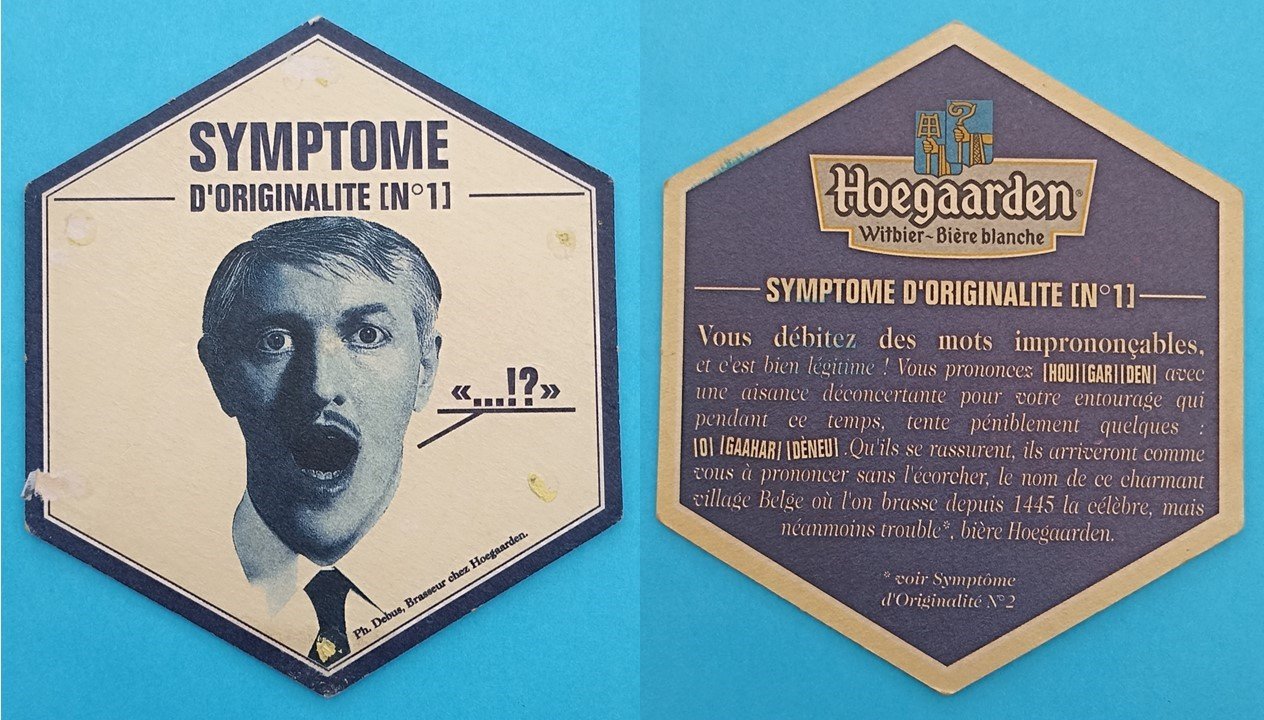 SYMPTOME
D'ORIGINALITE [N°1]
«...!?»
Ph. Debus, Brasseur chez Hoegaarden.
Hoegaarden®
Witbier~Bière blanche
SYMPTOME D'ORIGINALITE [N°1]
Vous débitez des mots imprononçables,
et c'est bien légitime ! Vous prononcez [HOU][GAR][DEN] avec
une aisance déconcertante pour votre entourage qui
pendant ce temps, tente péniblement quelques :
[O] [GAAHAR] [DÈNEU]. Qu'ils se rassurent, ils arriveront comme
vous à prononcer sans l'écorcher, le nom de ce charmant
village Belge où l'on brasse depuis 1445 la célèbre, mais
néanmoins trouble*, bière Hoegaarden.
* voir Symptôme
d'Originalité N°2